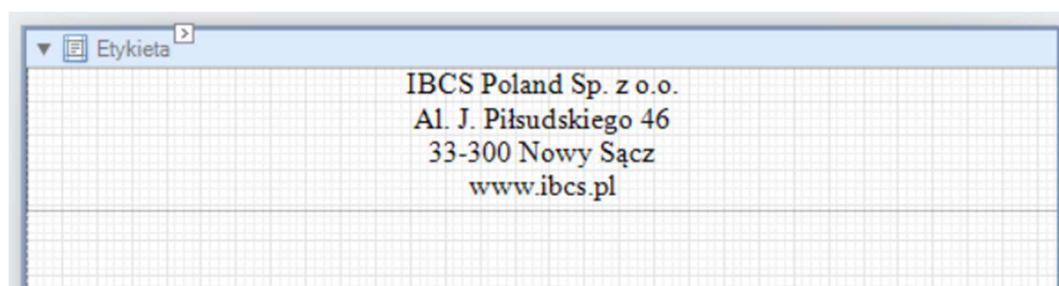 Etykieta
IBCS Poland Sp. z o.o.
Al. J. Piłsudskiego 46
33-300 Nowy Sącz
www.ibcs.pl